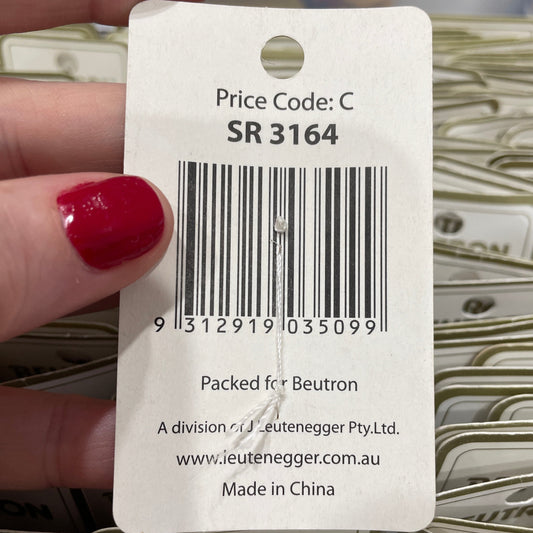 Price Code: C
SR 3164
9 312919 035099
Packed for Beutron
A division of J Leutenegger Pty.Ltd.
www.leutenegger.com.au
Made in China